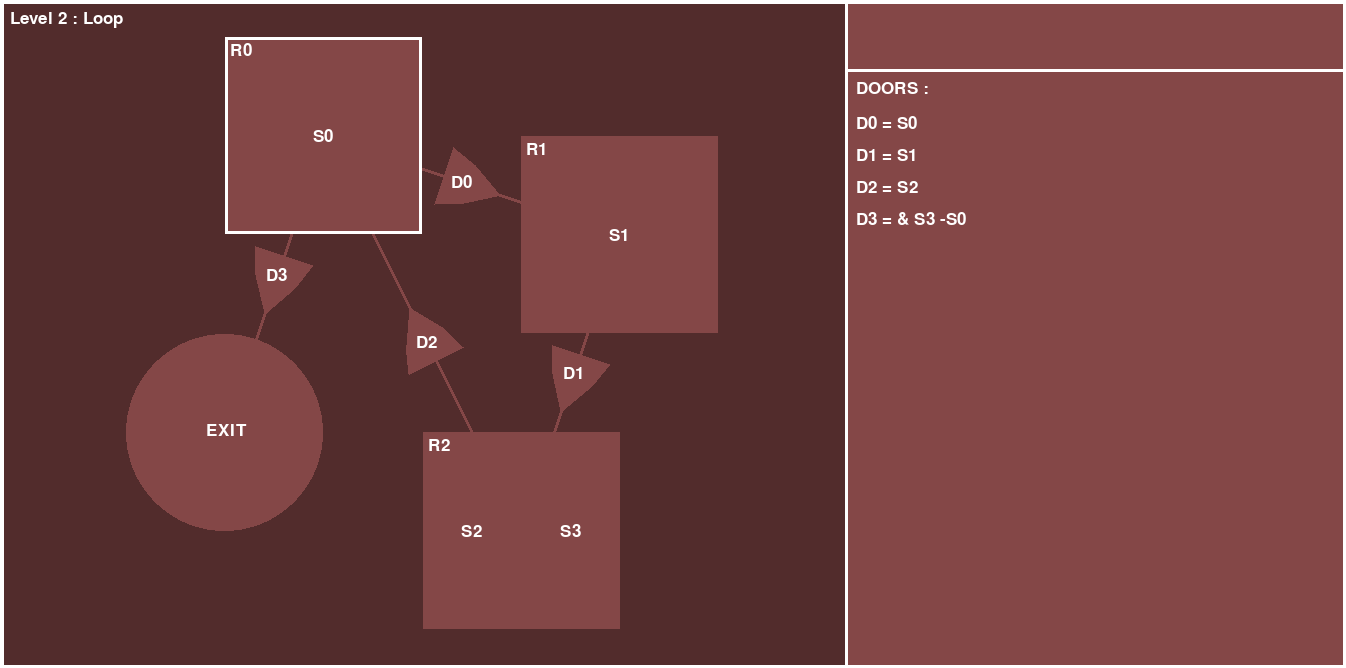 Level 2 : Loop
R0
S0
D0
R1
S1
D3
D2
D1
EXIT
R2
S2 S3
DOORS :
D0 = S0
D1 = S1
D2 = S2
D3 = & S3 -S0